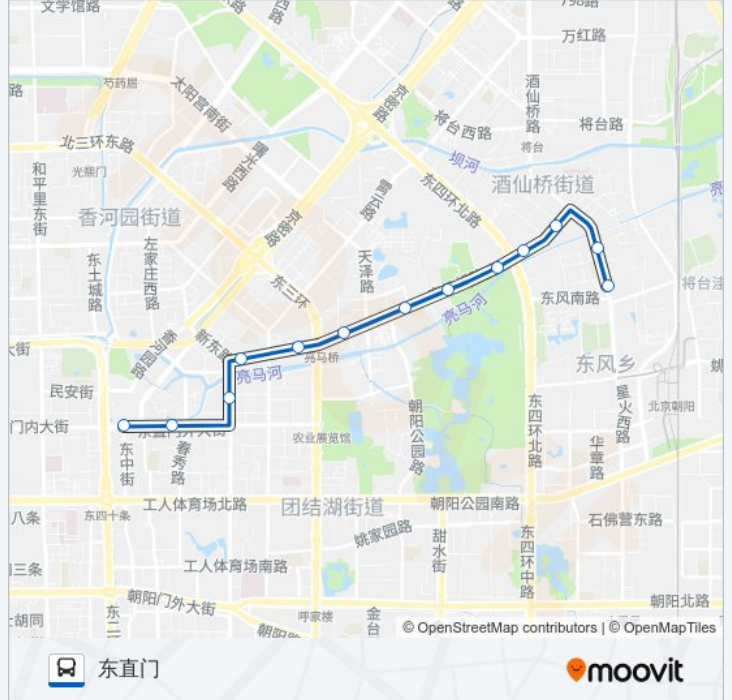 文学馆路
798路
万红路
芍药居
路
太阳宫南街
京密路
酒仙桥路
将台西路
将台路
北三环东路
将台
和平里东街
光熙门
曙光西路
坝河
酒仙桥街道
东四环北路
霄云路
亮
香河园街道
京密路
左家庄西路
东土城路
天泽路
东三环
将台洼
东风南路
亮马河
大街
香河园路
新东路
亮马桥
东风乡
亮马河
民安街
星火西路
北京朝阳
门内大街
东直门外大街
东中街
春秀路
农业展览馆
朝阳公园路
东四环北路
华章路
工人体育场北路
团结湖街道
朝阳公园南路
八条
东四十条
石佛营东路
姚家园路
甜水街
东四环中路
三条
工人体育场南路
朝阳门外大街
朝阳北路
胡同
东二
呼家楼
金台
朝阳路
© OpenStreetMap contributors | © OpenMapTiles
东直门
moovit